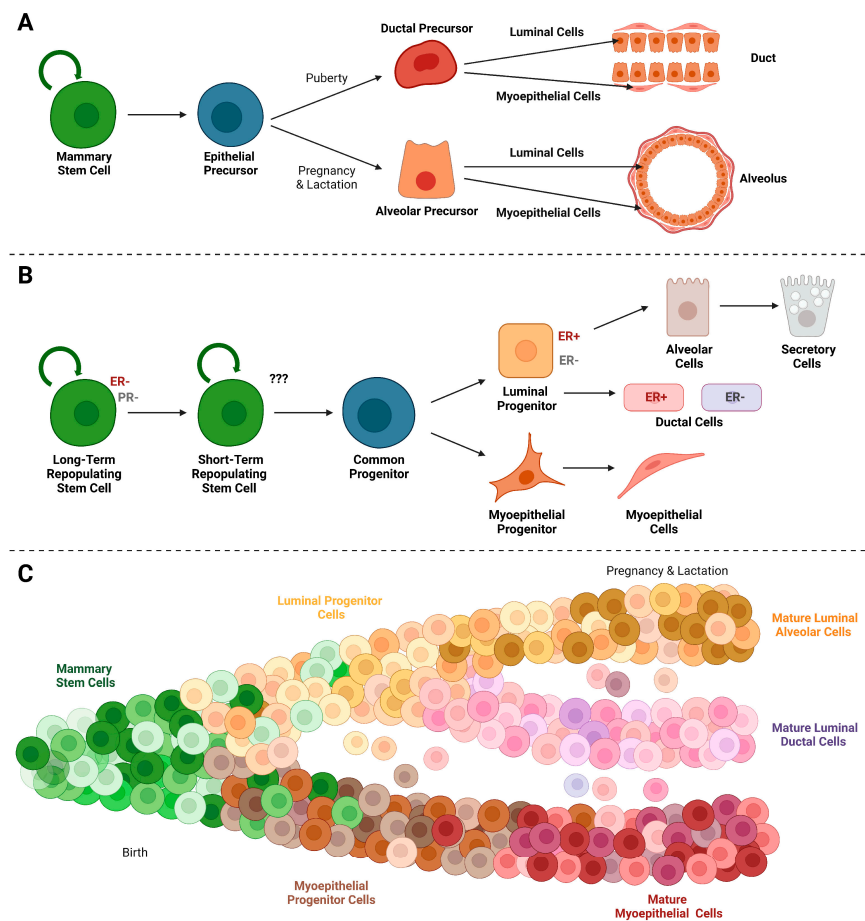 A
Ductal Precursor
Luminal Cells
Puberty
Duct
Myoepithelial Cells
Mammary
Stem Cell
Epithelial
Precursor
Luminal Cells
Pregnancy
& Lactation
Alveolus
Alveolar Precursor
Myoepithelial Cells
B
ER+
ER-
Alveolar
Cells
Secretory
Cells
ER-
PR-
???
Luminal
Progenitor
ER+
ER-
Ductal Cells
Long-Term
Repopulating
Stem Cell
Short-Term
Repopulating
Stem Cell
Common
Progenitor
Myoepithelial
Progenitor
Myoepithelial
Cells
C
Pregnancy & Lactation
Luminal Progenitor
Cells
Mature Luminal
Alveolar Cells
Mammary
Stem Cells
Mature Luminal
Ductal Cells
Birth
Myoepithelial
Progenitor Cells
Mature
Myoepithelial Cells